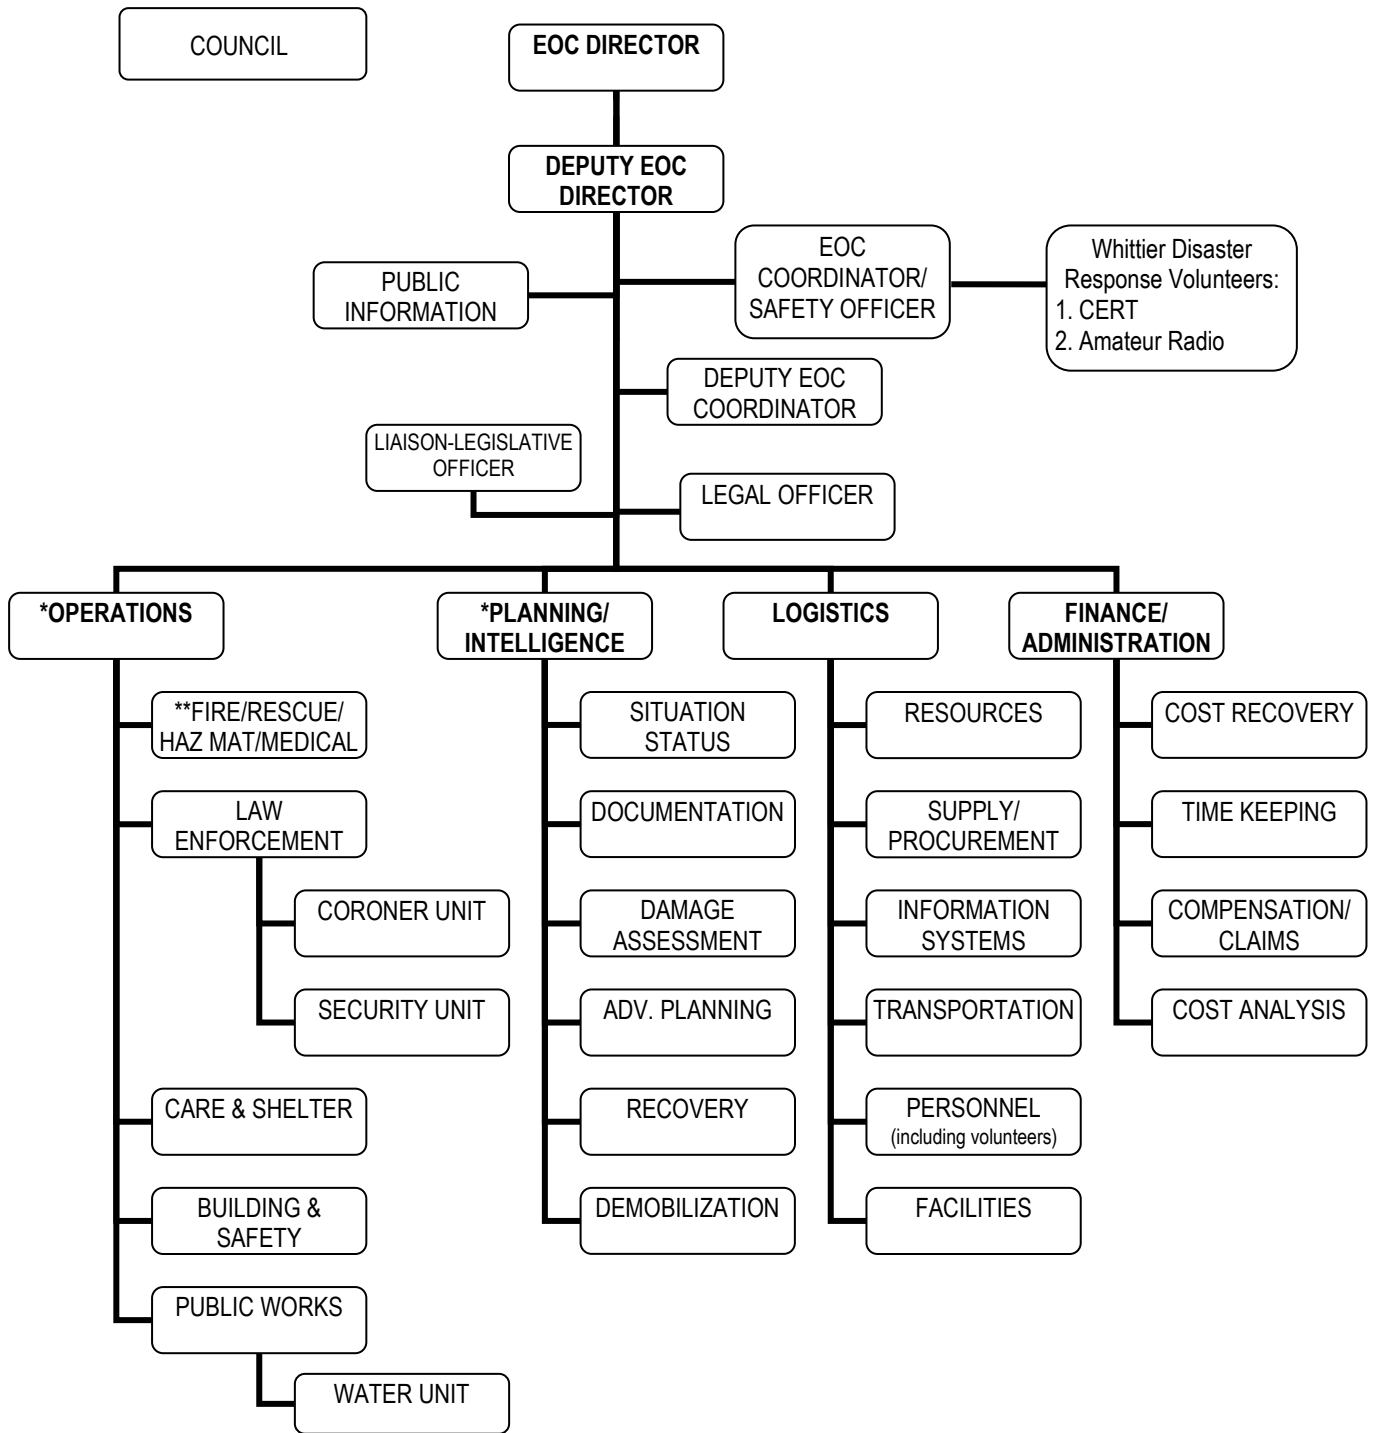 COUNCIL
EOC DIRECTOR
DEPUTY EOC
DIRECTOR
PUBLIC
INFORMATION
EOC
COORDINATOR/
SAFETY OFFICER
Whittier Disaster
Response Volunteers:
1. CERT
2. Amateur Radio
DEPUTY EOC
COORDINATOR
LIAISON-LEGISLATIVE
OFFICER
LEGAL OFFICER
*OPERATIONS
*PLANNING/
INTELLIGENCE
LOGISTICS
FINANCE/
ADMINISTRATION
**FIRE/RESCUE/
HAZ MAT/MEDICAL
LAW
ENFORCEMENT
CORONER UNIT
SECURITY UNIT
CARE & SHELTER
BUILDING &
SAFETY
PUBLIC WORKS
WATER UNIT
SITUATION
STATUS
DOCUMENTATION
DAMAGE
ASSESSMENT
ADV. PLANNING
RECOVERY
DEMOBILIZATION
RESOURCES
SUPPLY/
PROCUREMENT
INFORMATION
SYSTEMS
TRANSPORTATION
PERSONNEL
(including volunteers)
FACILITIES
COST RECOVERY
TIME KEEPING
COMPENSATION/
CLAIMS
COST ANALYSIS